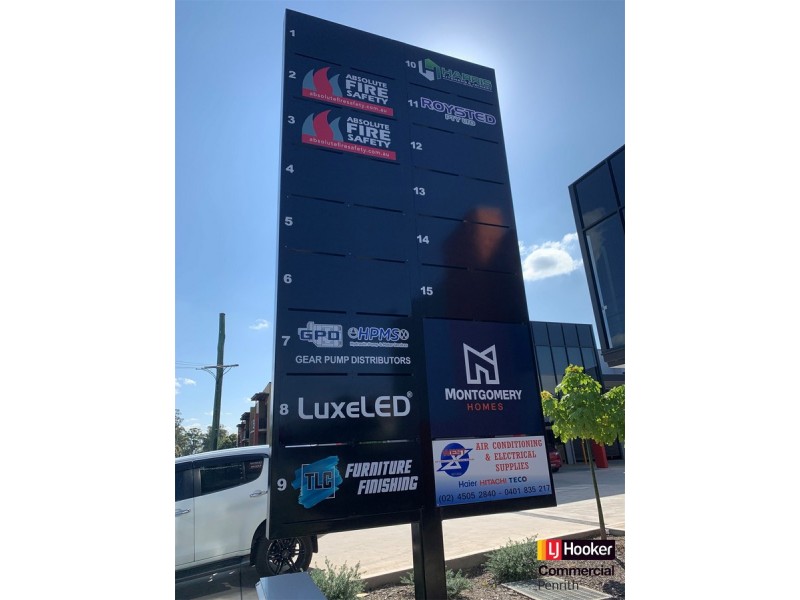 1
2
ABSOLUTE
FIRE
SAFETY
absolutefiresafety.com.au
3
ABSOLUTE
FIRE
SAFETY
absolutefiresafety.com.au
4
5
6
7
GPD
HPMS
GEAR PUMP DISTRIBUTORS
8
LUXELED®
9
TLC
FURNITURE
FINISHING
10
HARRIS
11
ROYSTED
PTY LTD
12
13
14
15
MONTGOMERY
HOMES
AIR CONDITIONING
& ELECTRICAL
SUPPLIES
Haier HITACHI TECO
(02) 4505 2840 - 0401 835 217
LJ Hooker
Commercial
Penrith